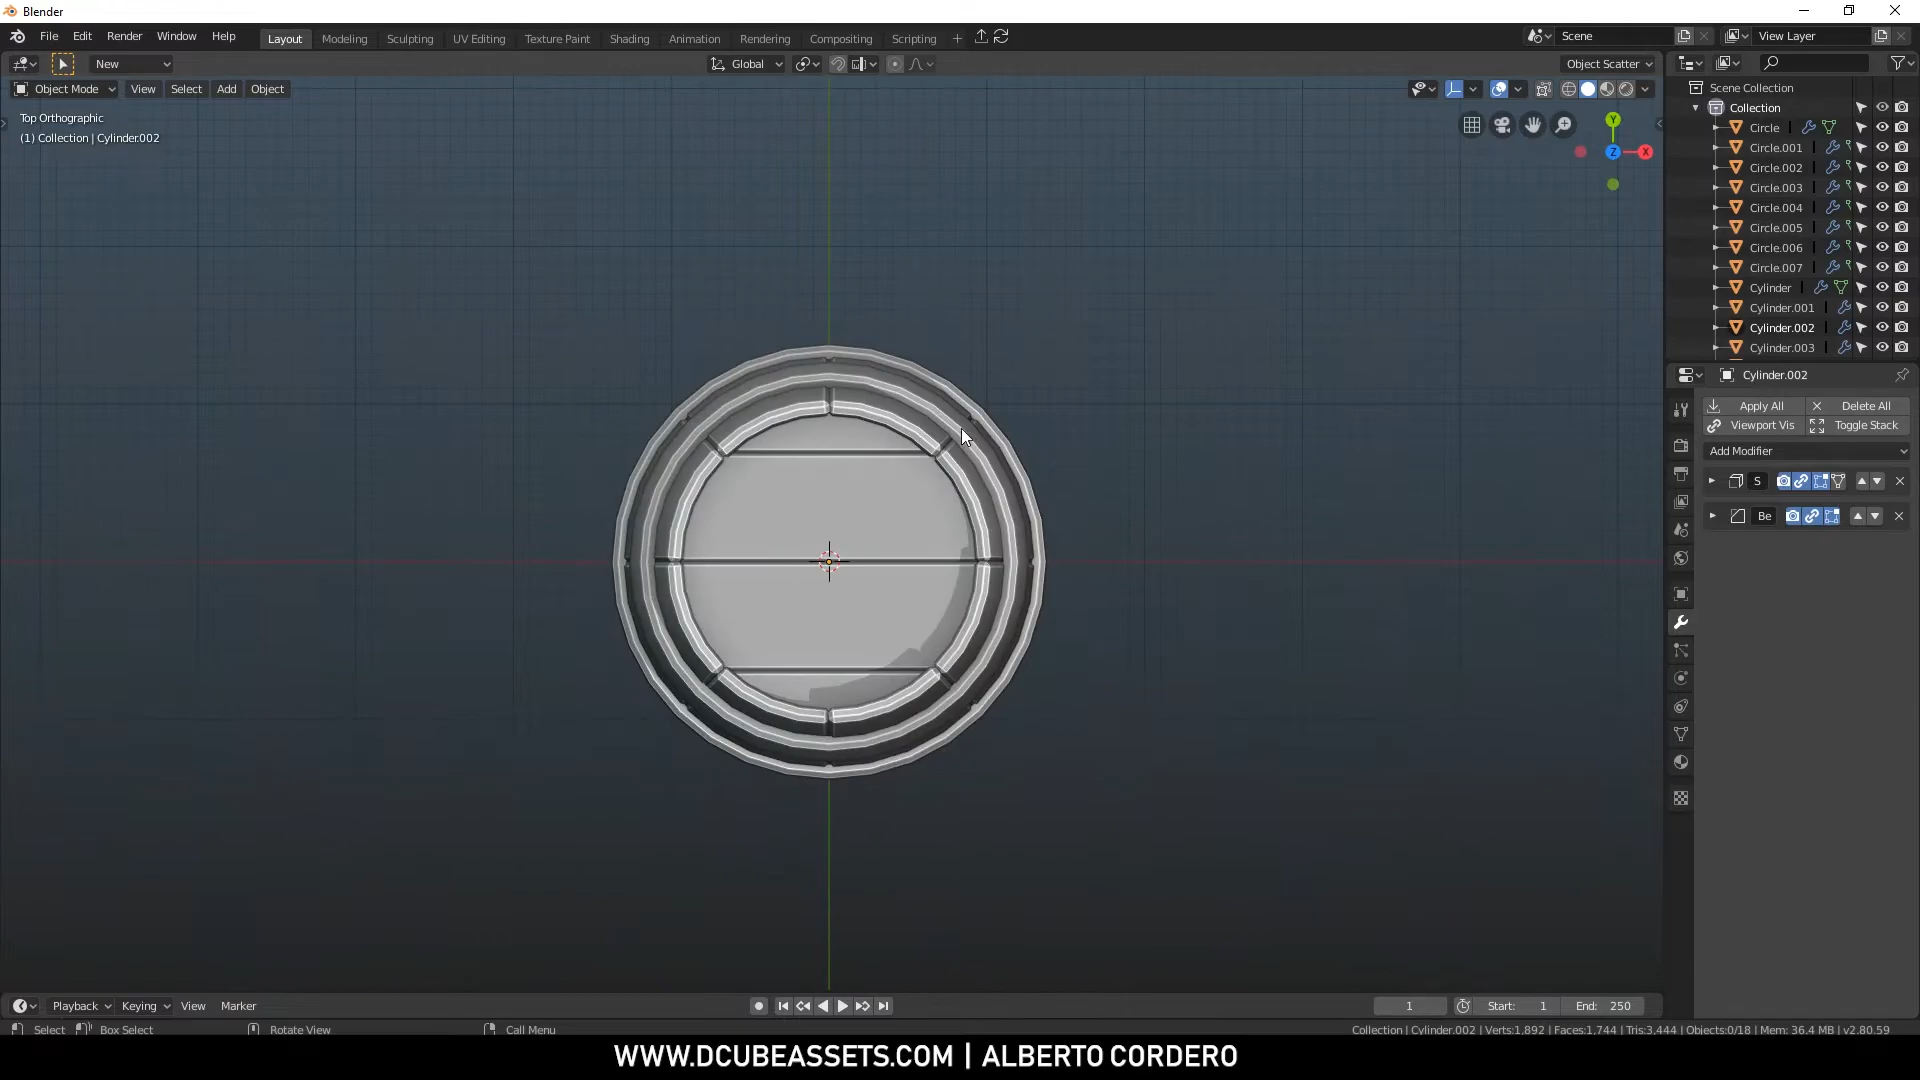 Blender
File Edit Render Window Help Layout Modeling Sculpting UV Editing Texture Paint Shading Animation Rendering Compositing Scripting + Scene View Layer
New Global Object Scatter
Object Mode View Select Add Object
Top Orthographic
(1) Collection | Cylinder.002
Y
Z
X
Scene Collection
Collection
Circle
Circle.001
Circle.002
Circle.003
Circle.004
Circle.005
Circle.006
Circle.007
Cylinder
Cylinder.001
Cylinder.002
Cylinder.003
Cylinder.002
Apply All Delete All
Viewport Vis Toggle Stack
Add Modifier
S
Be
Playback Keying View Marker 1 Start: 1 End: 250
Select Box Select Rotate View Call Menu Collection | Cylinder.002 | Verts:1,892 | Faces:1,744 | Tris:3,444 | Objects:0/18 | Mem: 36.4 MB | v2.80.59
WWW.DCUBEASSETS.COM | ALBERTO CORDERO